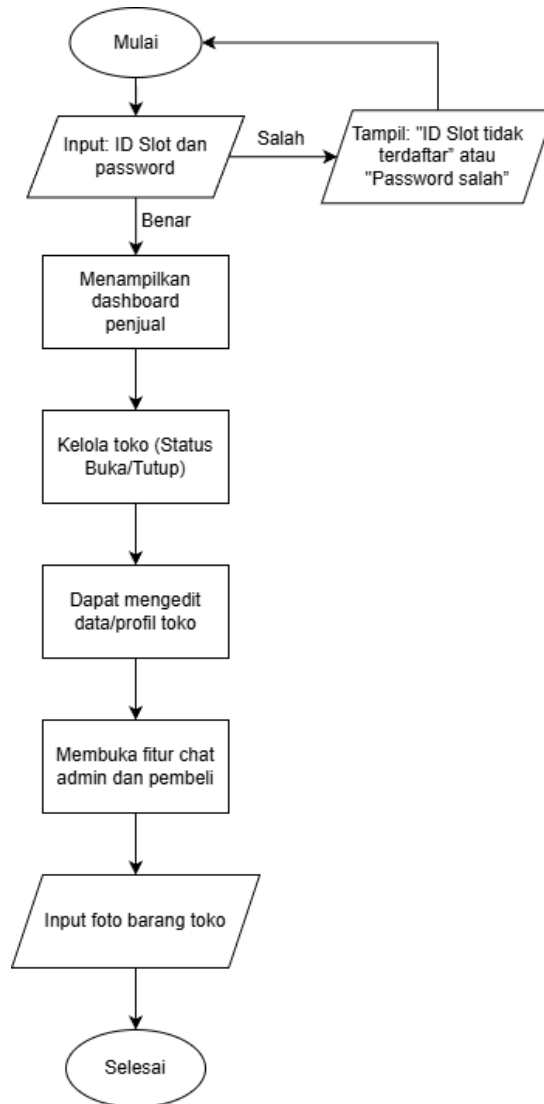 Mulai
Input: ID Slot dan
password
Salah
Tampil: "ID Slot tidak
terdaftar" atau
"Password salah"
Benar
Menampilkan
dashboard
penjual
Kelola toko (Status
Buka/Tutup)
Dapat mengedit
data/profil toko
Membuka fitur chat
admin dan pembeli
Input foto barang toko
Selesai